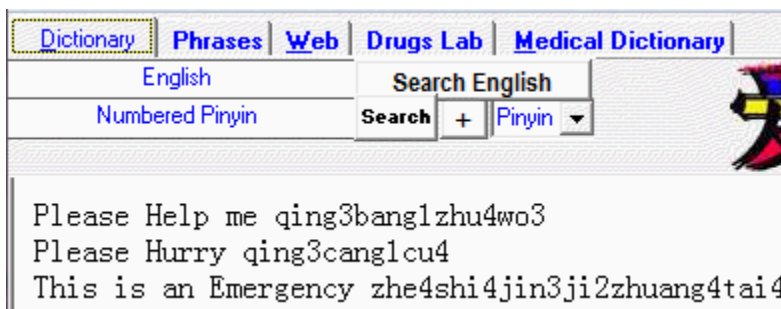 Dictionary Phrases Web Drugs Lab Medical Dictionary
English Search English
Numbered Pinyin Search + Pinyin
Please Help me qing3bang1zhu4wo3
Please Hurry qing3cang1cu4
This is an Emergency zhe4shi4jin3ji2zhuang4tai4